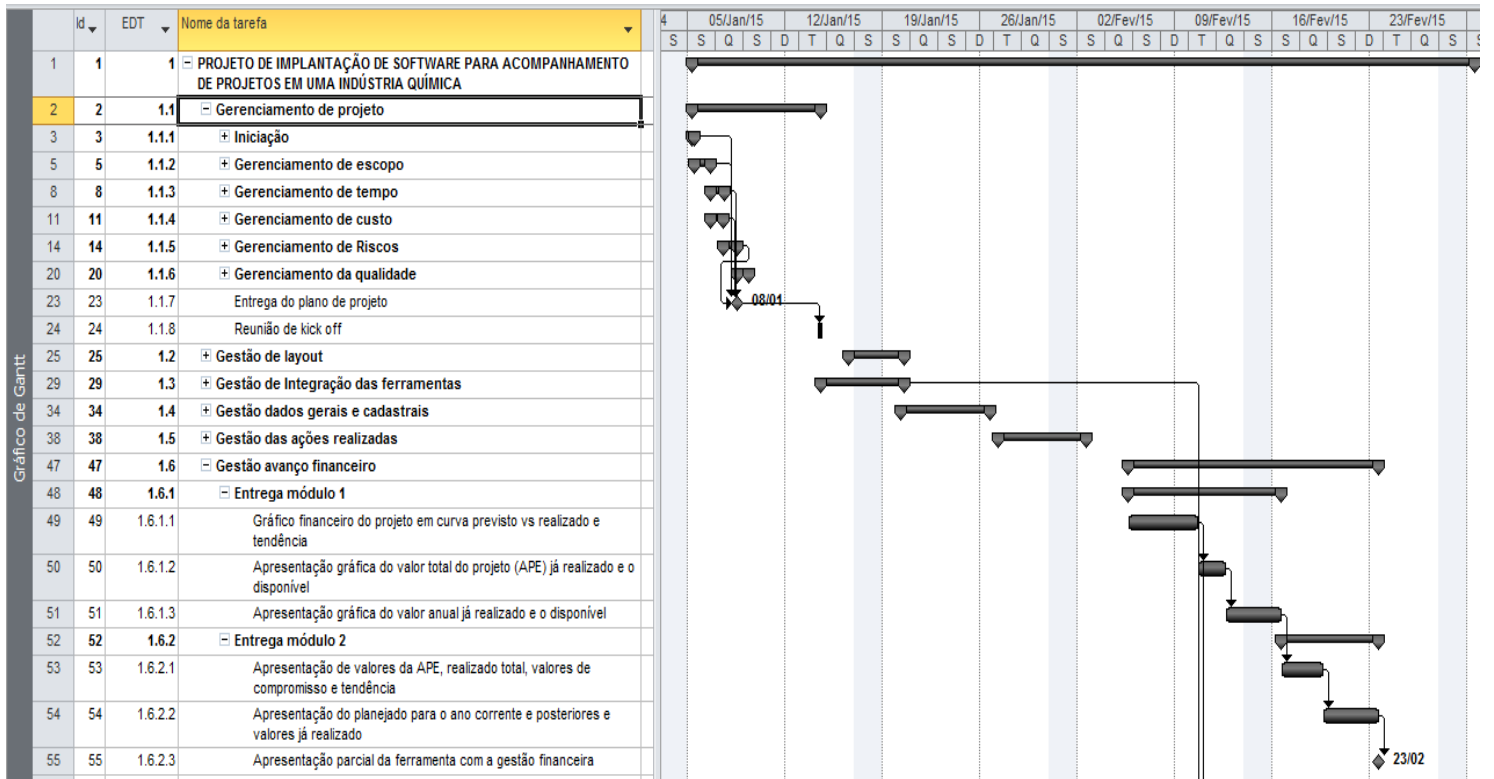 Id EDT Nome da tarefa 4 05/Jan/15 12/Jan/15 19/Jan/15 26/Jan/15 02/Fev/15 09/Fev/15 16/Fev/15 23/Fev/15
S S Q S D T Q S S Q S D T Q S S Q S D T Q S S Q S D T Q S
1 1 1 PROJETO DE IMPLANTAÇÃO DE SOFTWARE PARA ACOMPANHAMENTO
DE PROJETOS EM UMA INDÚSTRIA QUÍMICA
2 2 1.1 Gerenciamento de projeto
3 3 1.1.1 Iniciação
5 5 1.1.2 Gerenciamento de escopo
8 8 1.1.3 Gerenciamento de tempo
11 11 1.1.4 Gerenciamento de custo
14 14 1.1.5 Gerenciamento de Riscos
20 20 1.1.6 Gerenciamento da qualidade
23 23 1.1.7 Entrega do plano de projeto 08/01
24 24 1.1.8 Reunião de kick off
25 25 1.2 Gestão de layout
29 29 1.3 Gestão de Integração das ferramentas
34 34 1.4 Gestão dados gerais e cadastrais
38 38 1.5 Gestão das ações realizadas
47 47 1.6 Gestão avanço financeiro
48 48 1.6.1 Entrega módulo 1
49 49 1.6.1.1 Gráfico financeiro do projeto em curva previsto vs realizado e
tendência
50 50 1.6.1.2 Apresentação gráfica do valor total do projeto (APE) já realizado e o
disponível
51 51 1.6.1.3 Apresentação gráfica do valor anual já realizado e o disponível
52 52 1.6.2 Entrega módulo 2
53 53 1.6.2.1 Apresentação de valores da APE, realizado total, valores de
compromisso e tendência
54 54 1.6.2.2 Apresentação do planejado para o ano corrente e posteriores e
valores já realizado
55 55 1.6.2.3 Apresentação parcial da ferramenta com a gestão financeira 23/02
Gráfico de Gantt